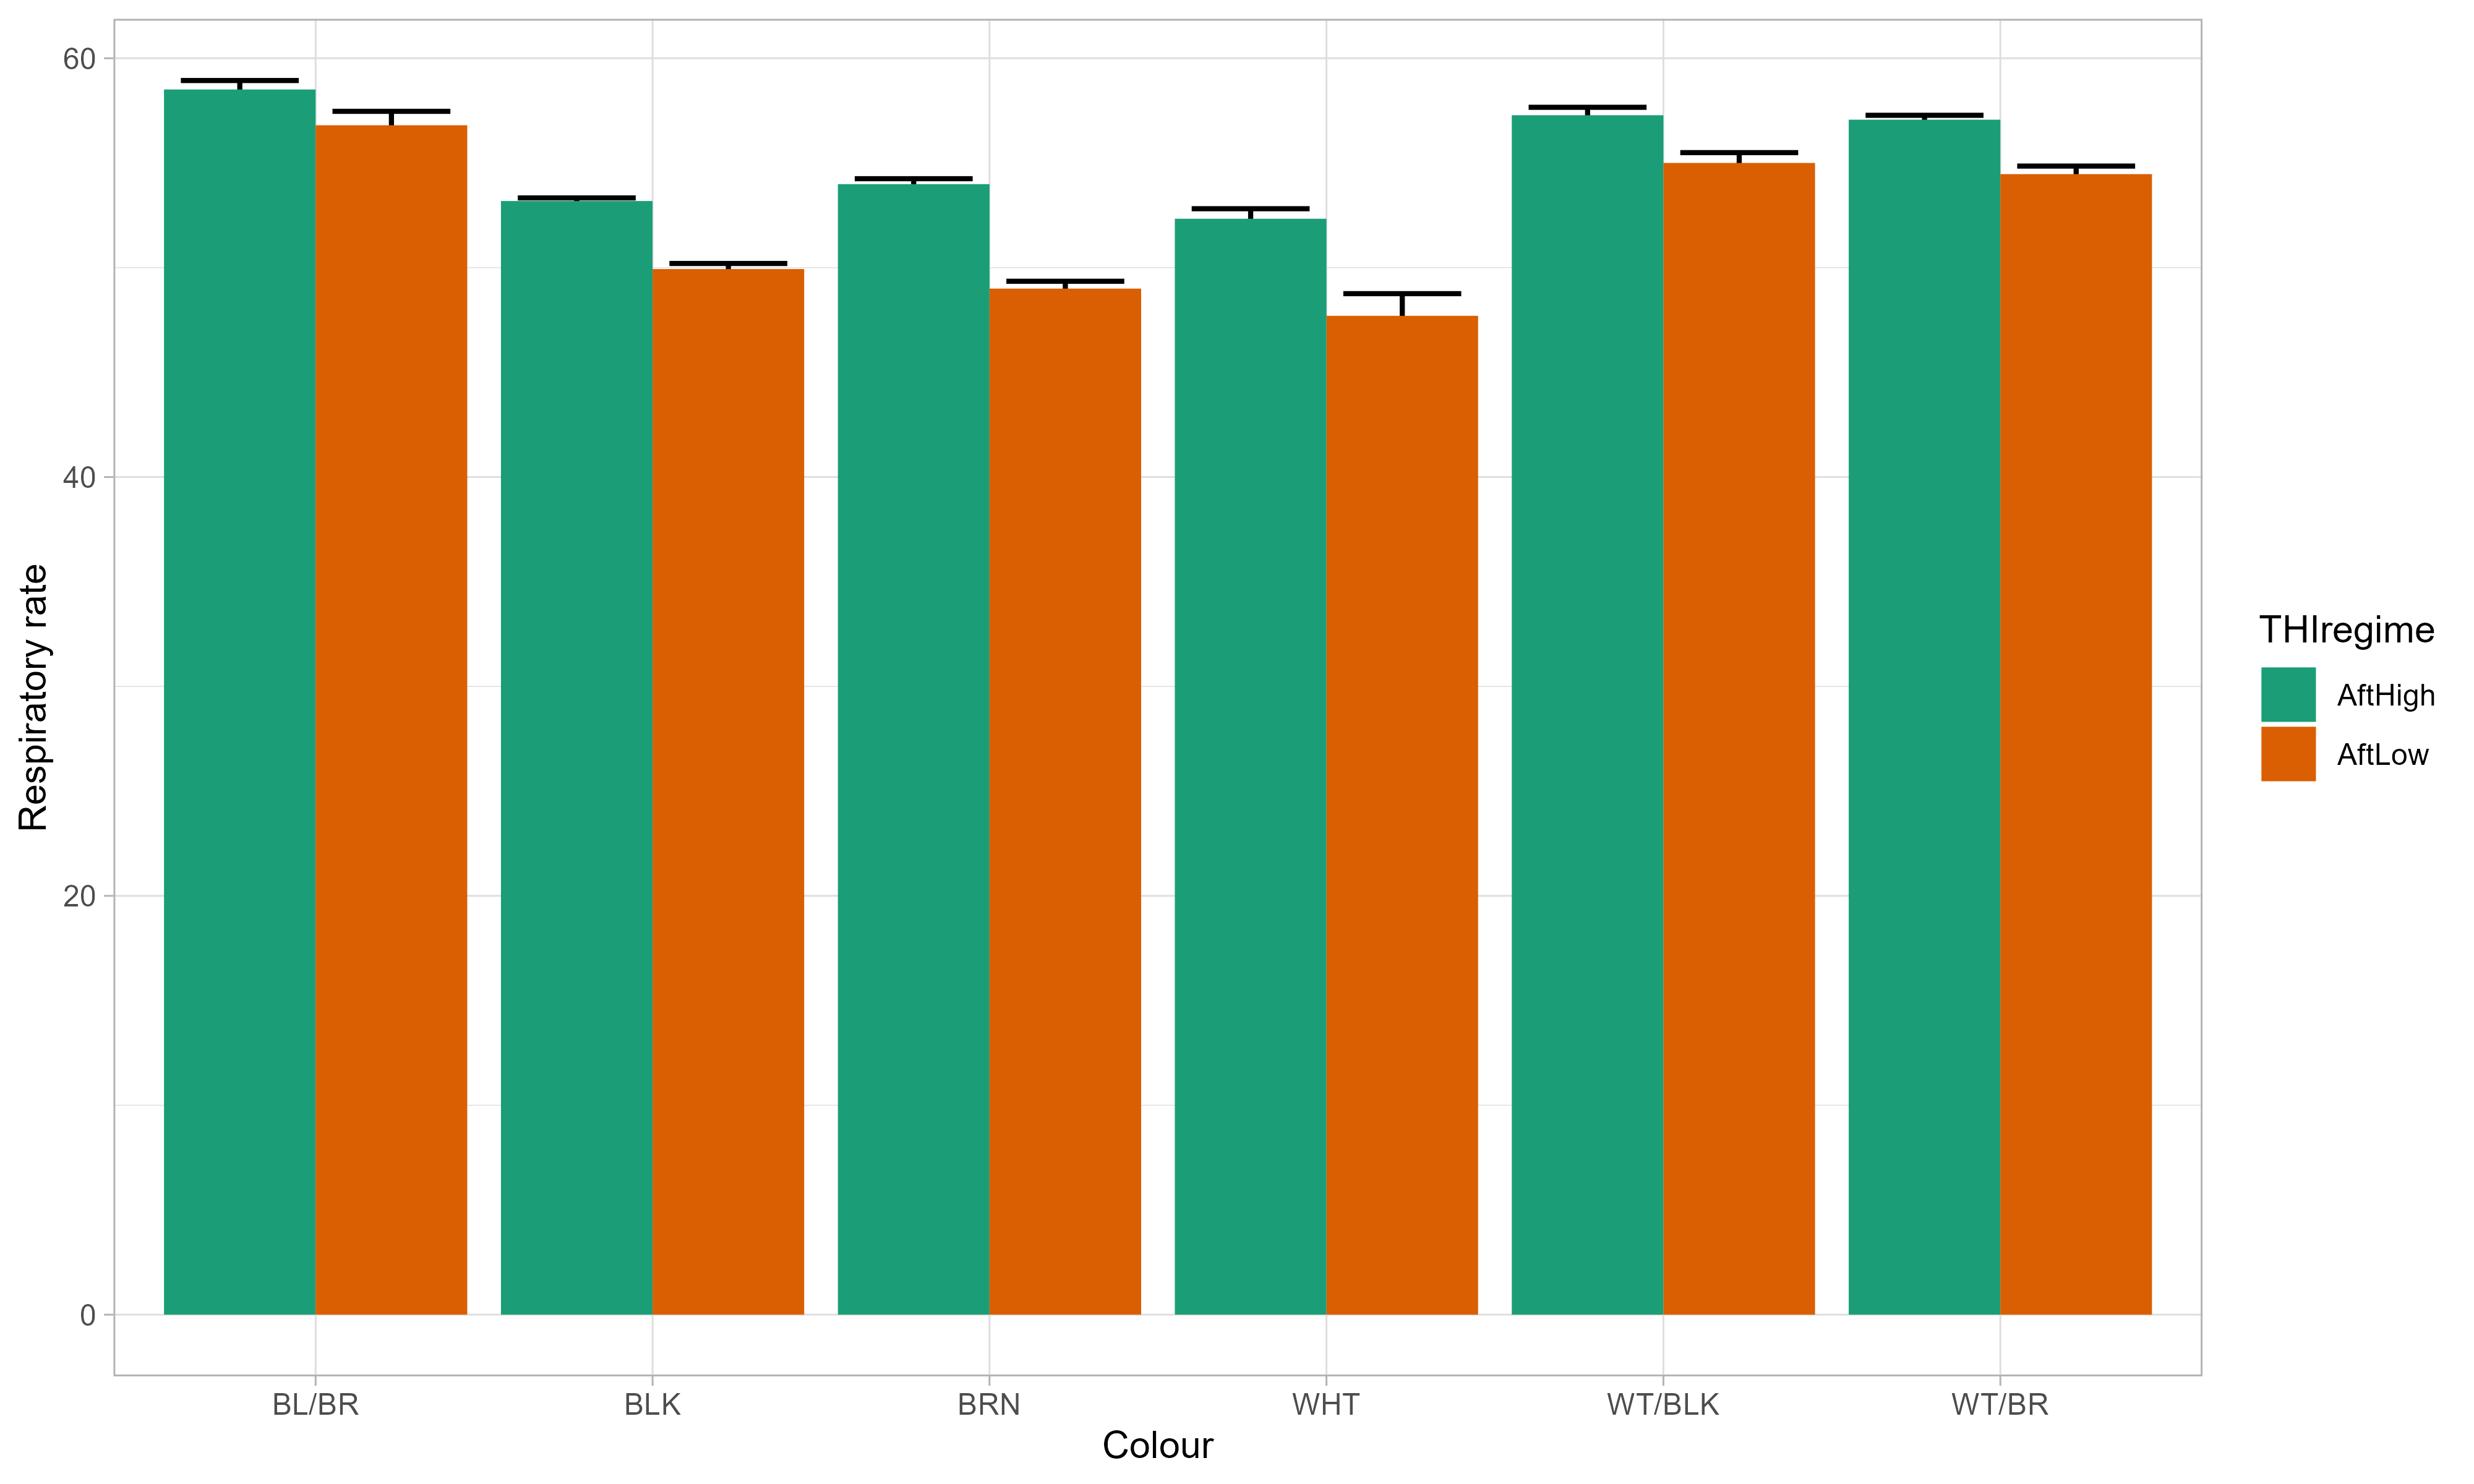 60
40
20
0
Respiratory rate
BL/BR
BLK
BRN
WHT
WT/BLK
WT/BR
Colour
THIregime
AftHigh
AftLow